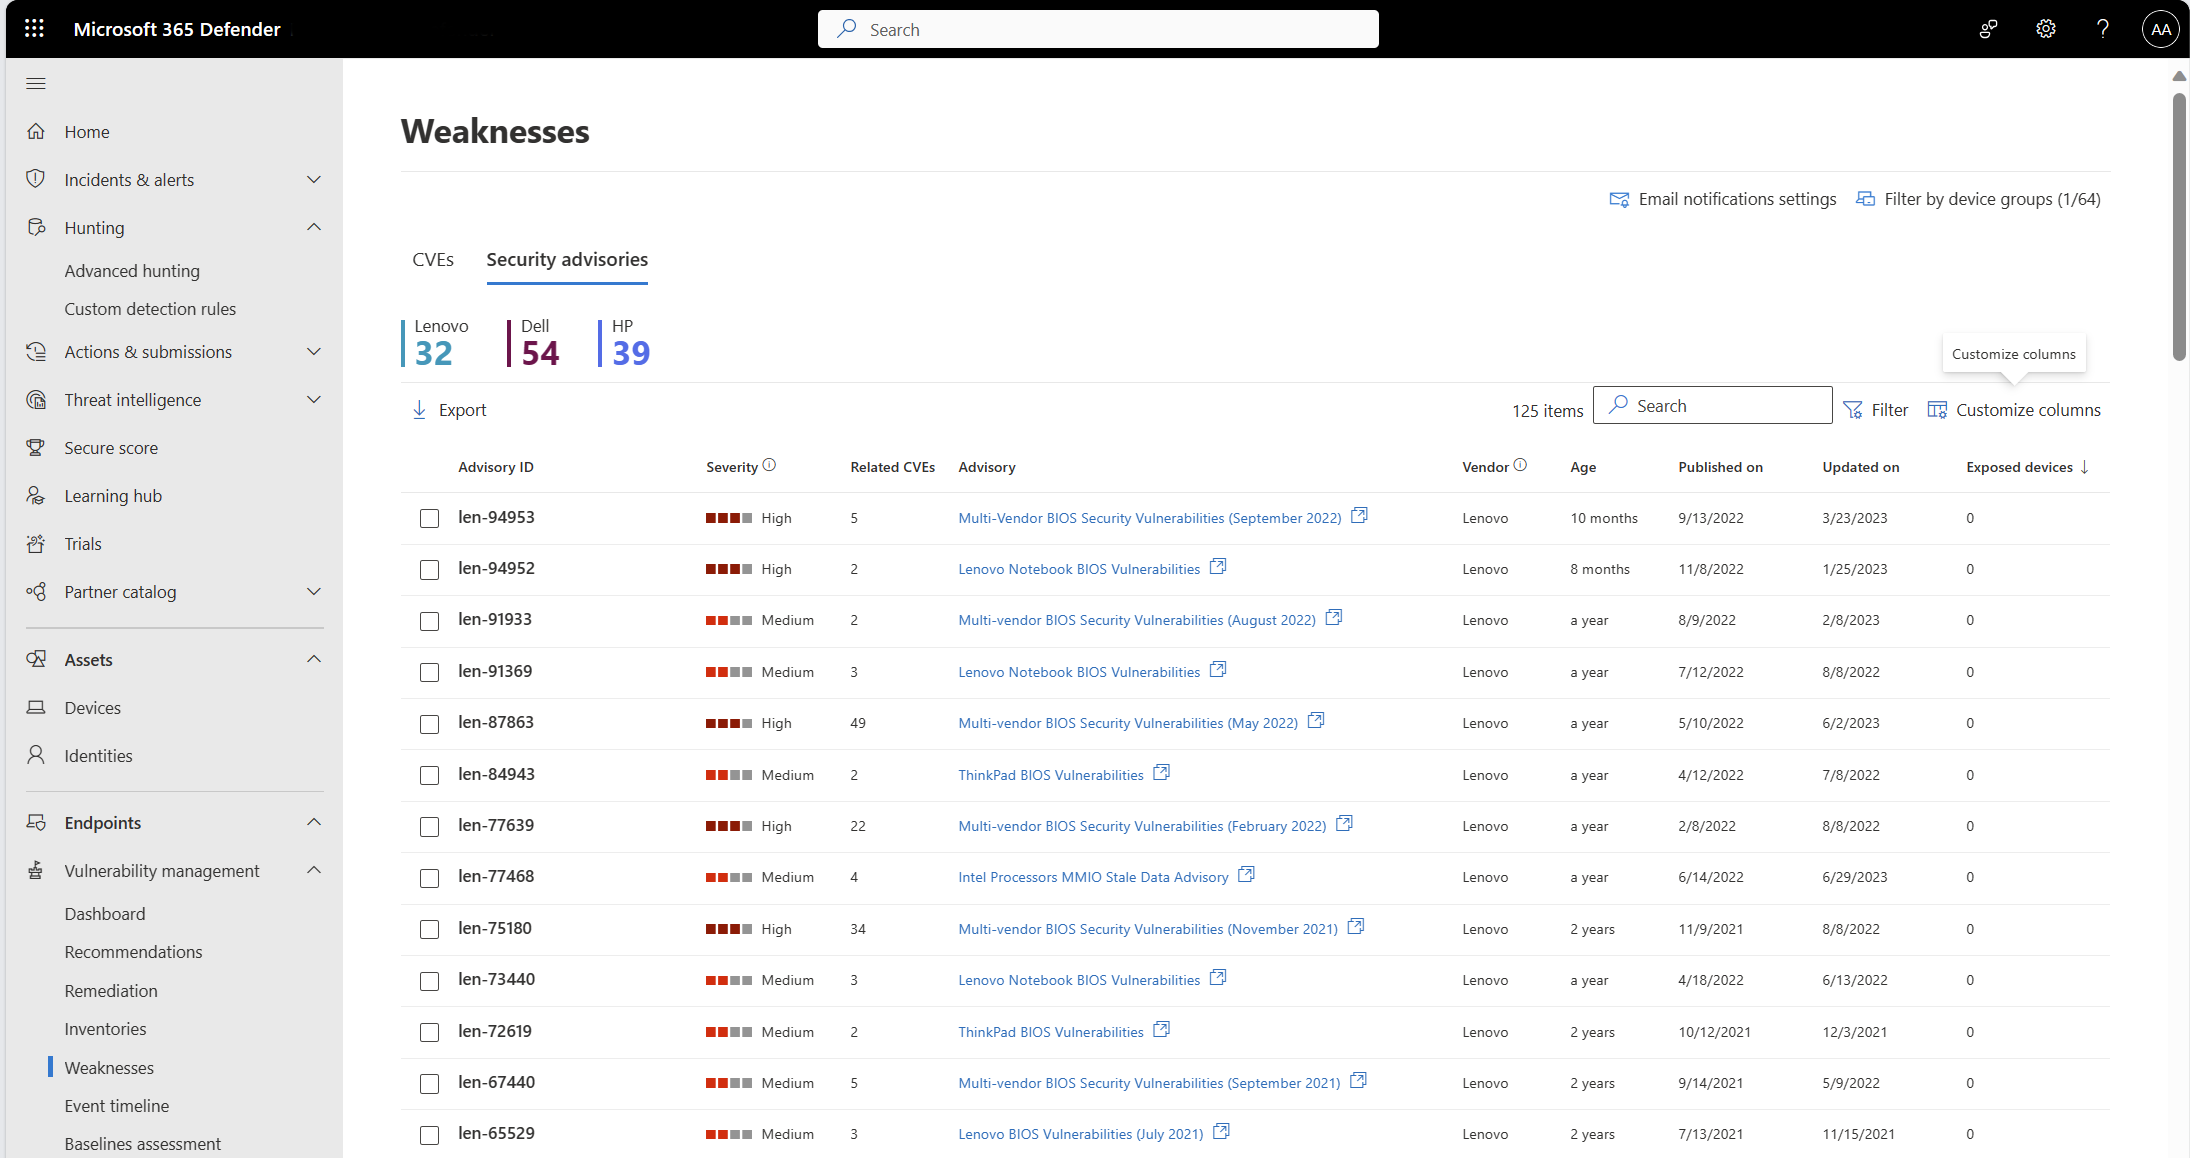 Microsoft 365 Defender
Search
AA
Home
Incidents & alerts
Hunting
Advanced hunting
Custom detection rules
Actions & submissions
Threat intelligence
Secure score
Learning hub
Trials
Partner catalog
Assets
Devices
Identities
Endpoints
Vulnerability management
Dashboard
Recommendations
Remediation
Inventories
Weaknesses
Event timeline
Baselines assessment
Weaknesses
Email notifications settings Filter by device groups (1/64)
CVEs Security advisories
Lenovo Dell HP
32 54 39
Customize columns
Export 125 items Search Filter Customize columns
Advisory ID Severity Related CVEs Advisory Vendor Age Published on Updated on Exposed devices ↓
len-94953 High 5 Multi-Vendor BIOS Security Vulnerabilities (September 2022) Lenovo 10 months 9/13/2022 3/23/2023 0
len-94952 High 2 Lenovo Notebook BIOS Vulnerabilities Lenovo 8 months 11/8/2022 1/25/2023 0
len-91933 Medium 2 Multi-vendor BIOS Security Vulnerabilities (August 2022) Lenovo a year 8/9/2022 2/8/2023 0
len-91369 Medium 3 Lenovo Notebook BIOS Vulnerabilities Lenovo a year 7/12/2022 8/8/2022 0
len-87863 High 49 Multi-vendor BIOS Security Vulnerabilities (May 2022) Lenovo a year 5/10/2022 6/2/2023 0
len-84943 Medium 2 ThinkPad BIOS Vulnerabilities Lenovo a year 4/12/2022 7/8/2022 0
len-77639 High 22 Multi-vendor BIOS Security Vulnerabilities (February 2022) Lenovo a year 2/8/2022 8/8/2022 0
len-77468 Medium 4 Intel Processors MMIO Stale Data Advisory Lenovo a year 6/14/2022 6/29/2023 0
len-75180 High 34 Multi-vendor BIOS Security Vulnerabilities (November 2021) Lenovo 2 years 11/9/2021 8/8/2022 0
len-73440 Medium 3 Lenovo Notebook BIOS Vulnerabilities Lenovo a year 4/18/2022 6/13/2022 0
len-72619 Medium 2 ThinkPad BIOS Vulnerabilities Lenovo 2 years 10/12/2021 12/3/2021 0
len-67440 Medium 5 Multi-vendor BIOS Security Vulnerabilities (September 2021) Lenovo 2 years 9/14/2021 5/9/2022 0
len-65529 Medium 3 Lenovo BIOS Vulnerabilities (July 2021) Lenovo 2 years 7/13/2021 11/15/2021 0